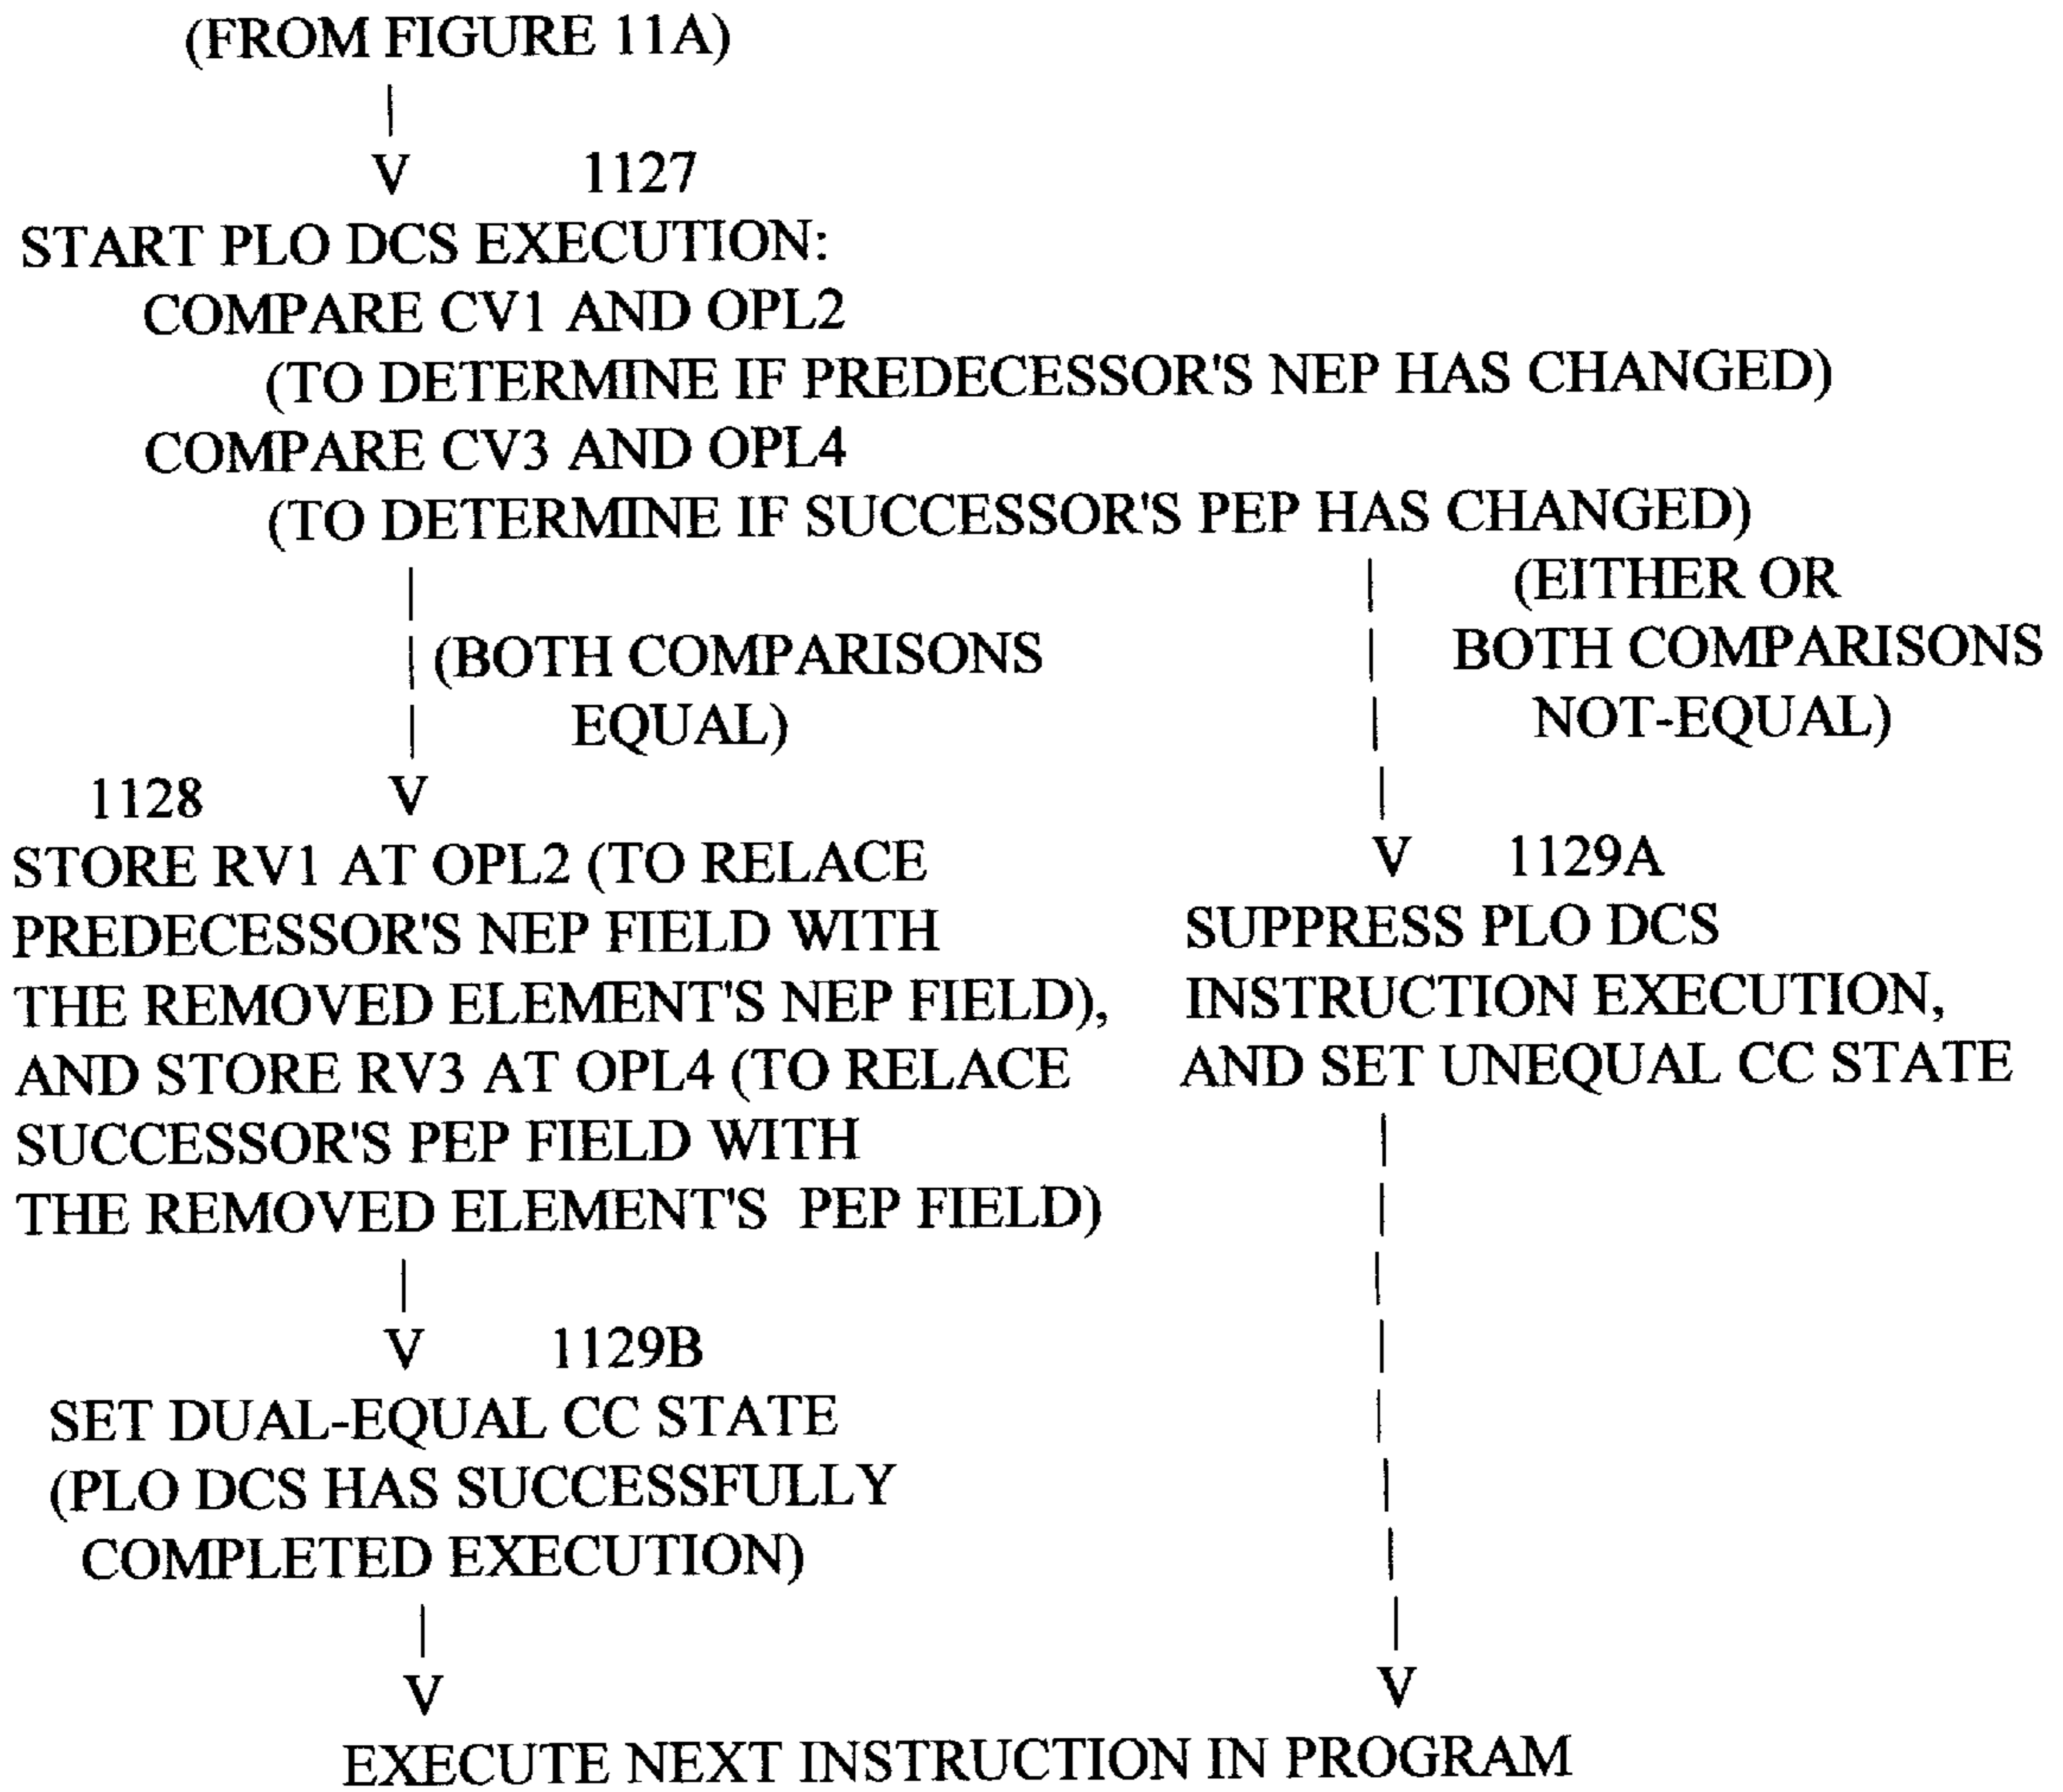 (FROM FIGURE 11A)
1127
START PLO DCS EXECUTION:
COMPARE CV1 AND OPL2
(TO DETERMINE IF PREDECESSOR'S NEP HAS CHANGED)
COMPARE CV3 AND OPL4
(TO DETERMINE IF SUCCESSOR'S PEP HAS CHANGED)
(BOTH COMPARISONS
EQUAL)
(EITHER OR
BOTH COMPARISONS
NOT-EQUAL)
1128
STORE RV1 AT OPL2 (TO RELACE
PREDECESSOR'S NEP FIELD WITH
THE REMOVED ELEMENT'S NEP FIELD),
AND STORE RV3 AT OPL4 (TO RELACE
SUCCESSOR'S PEP FIELD WITH
THE REMOVED ELEMENT'S PEP FIELD)
1129A
SUPPRESS PLO DCS
INSTRUCTION EXECUTION,
AND SET UNEQUAL CC STATE
1129B
SET DUAL-EQUAL CC STATE
(PLO DCS HAS SUCCESSFULLY
COMPLETED EXECUTION)
EXECUTE NEXT INSTRUCTION IN PROGRAM